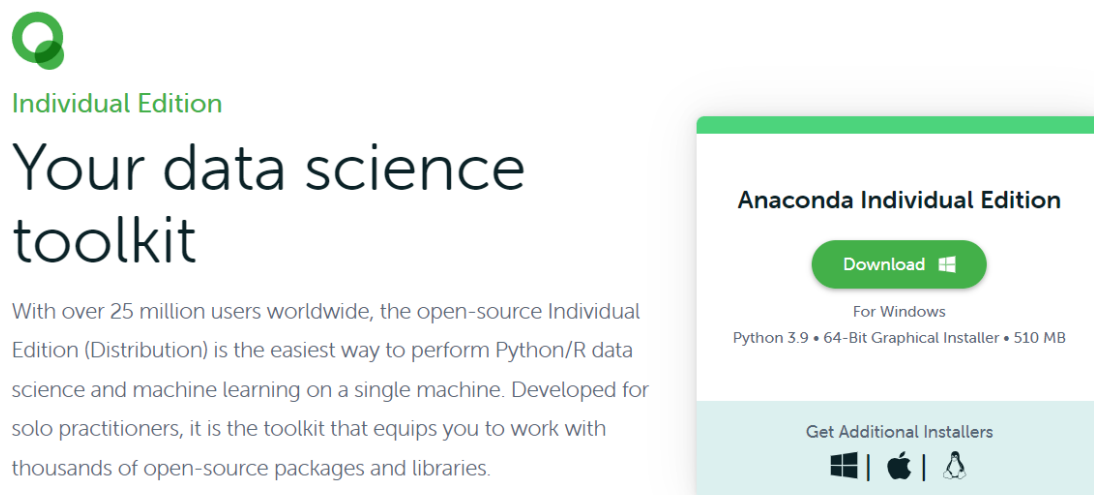 Individual Edition
Your data science
toolkit
With over 25 million users worldwide, the open-source Individual
Edition (Distribution) is the easiest way to perform Python/R data
science and machine learning on a single machine. Developed for
solo practitioners, it is the toolkit that equips you to work with
thousands of open-source packages and libraries.
Anaconda Individual Edition
Download
For Windows
Python 3.9 • 64-Bit Graphical Installer • 510 MB
Get Additional Installers
| |